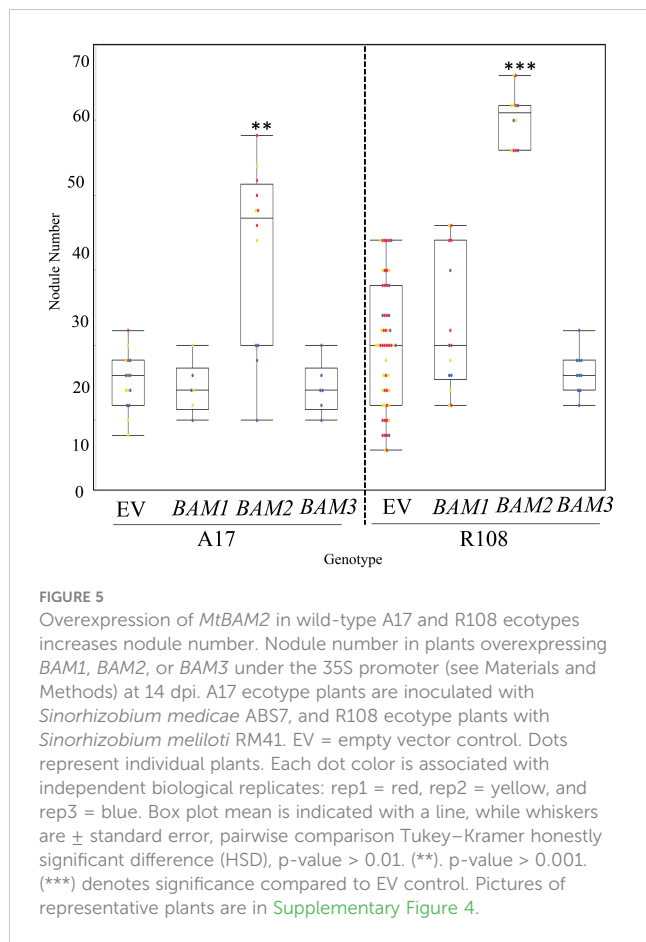 70
60
50
40
30
20
10
0
Nodule Number
**
***
EV BAM1 BAM2 BAM3 EV BAM1 BAM2 BAM3
A17 R108
Genotype
FIGURE 5
Overexpression of MtBAM2 in wild-type A17 and R108 ecotypes
increases nodule number. Nodule number in plants overexpressing
BAM1, BAM2, or BAM3 under the 35S promoter (see Materials and
Methods) at 14 dpi. A17 ecotype plants are inoculated with
Sinorhizobium medicae ABS7, and R108 ecotype plants with
Sinorhizobium meliloti RM41. EV = empty vector control. Dots
represent individual plants. Each dot color is associated with
independent biological replicates: rep1 = red, rep2 = yellow, and
rep3 = blue. Box plot mean is indicated with a line, while whiskers
are ± standard error, pairwise comparison Tukey–Kramer honestly
significant difference (HSD), p-value > 0.01. (**). p-value > 0.001.
(***) denotes significance compared to EV control. Pictures of
representative plants are in Supplementary Figure 4.